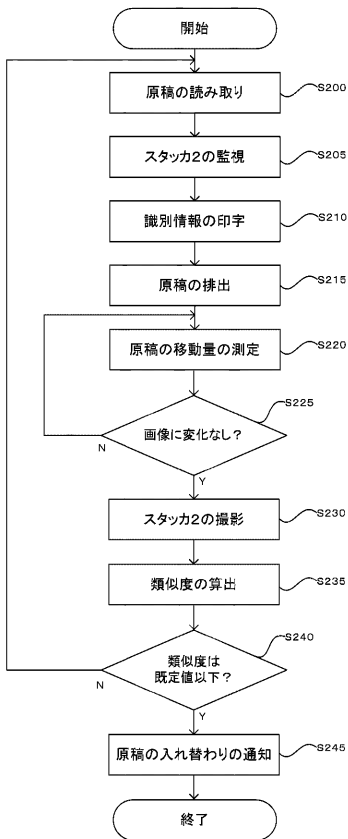 開始
原稿の読み取り
S200
スタッカ2の監視
S205
識別情報の印字
S210
原稿の排出
S215
原稿の移動量の測定
S220
S225
画像に変化なし？
N
Y
スタッカ2の撮影
S230
類似度の算出
S235
S240
類似度は
既定値以下？
N
Y
原稿の入れ替わりの通知
S245
終了